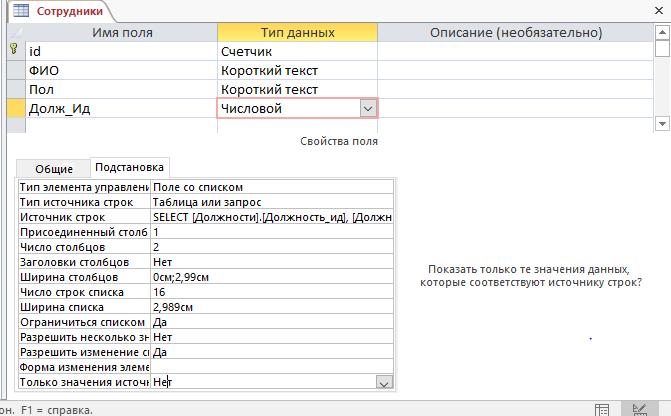 Сотрудники
Имя поля Тип данных Описание (необязательно)
id Счетчик
ФИО Короткий текст
Пол Короткий текст
Долж_Ид Числовой
Свойства поля
Общие Подстановка
Тип элемента управлени Поле со списком
Тип источника строк Таблица или запрос
Источник строк SELECT [Должности].[Должность_ид], [Должн
Присоединенный столб 1
Число столбцов 2
Заголовки столбцов Нет
Ширина столбцов 0см;2,99см
Число строк списка 16
Ширина списка 2,989см
Ограничиться списком Да
Разрешить несколько зн Нет
Разрешить изменение сп Да
Форма изменения элеме
Только значения источн Нет
Показать только те значения данных,
которые соответствуют источнику строк?
он. F1 = справка.